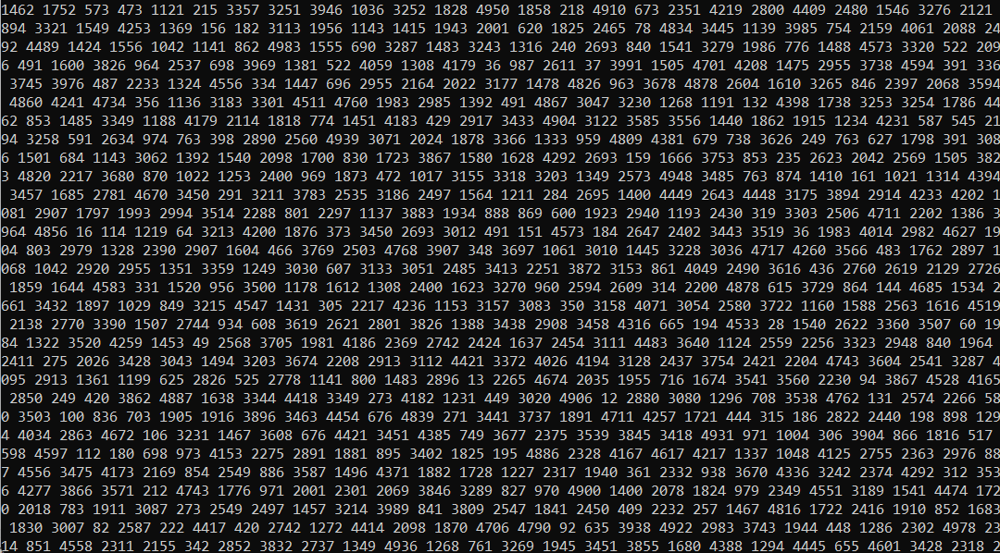 1462 1752 573 473 1121 215 3357 3251 3946 1036 3252 1828 4950 1858 218 4910 673 2351 4219 2800 4409 2480 1546 3276 2121
894 3321 1549 4253 1369 156 182 3113 1956 1143 1415 1943 2001 620 1825 2465 78 4834 3445 1139 3985 754 2159 4061 2088 24
92 4489 1424 1556 1042 1141 862 4983 1555 690 3287 1483 3243 1316 240 2693 840 1541 3279 1986 776 1488 4573 3320 522 209
6 491 1600 3826 964 2537 698 3969 1381 522 4059 1308 4179 36 987 2611 37 3991 1505 4701 4208 1475 2955 3738 4594 391 336
3745 3976 487 2233 1324 4556 334 1447 696 2955 2164 2022 3177 1478 4826 963 3678 4878 2604 1610 3265 846 2397 2068 3594
4860 4241 4734 356 1136 3183 3301 4511 4760 1983 2985 1392 491 4867 3047 3230 1268 1191 132 4398 1738 3253 3254 1786 44
62 853 1485 3349 1188 4179 2114 1818 774 1451 4183 429 2917 3433 4904 3122 3585 3556 1440 1862 1915 1234 4231 587 545 21
94 3258 591 2634 974 763 398 2890 2560 4939 3071 2024 1878 3366 1333 959 4809 4381 679 738 3626 249 763 627 1798 391 308
6 1501 684 1143 3062 1392 1540 2098 1700 830 1723 3867 1580 1628 4292 2693 159 1666 3753 853 235 2623 2042 2569 1505 382
3 4820 2217 3680 870 1022 1253 2400 969 1873 472 1017 3155 3318 3203 1349 2573 4948 3485 763 874 1410 161 1021 1314 4394
3457 1685 2781 4670 3450 291 3211 3783 2535 3186 2497 1564 1211 284 2695 1400 4449 2643 4448 3175 3894 2914 4233 4202 1
081 2907 1797 1993 2994 3514 2288 801 2297 1137 3883 1934 888 869 600 1923 2940 1193 2430 319 3303 2506 4711 2202 1386 3
964 4856 16 114 1219 64 3213 4200 1876 373 3450 2693 3012 491 151 4573 184 2647 2402 3443 3519 36 1983 4014 2982 4627 19
04 803 2979 1328 2390 2907 1604 466 3769 2503 4768 3907 348 3697 1061 3010 1445 3228 3036 4717 4260 3566 483 1762 2897 1
068 1042 2920 2955 1351 3359 1249 3030 607 3133 3051 2485 3413 2251 3872 3153 861 4049 2490 3616 436 2760 2619 2129 2726
1859 1644 4583 331 1520 956 3500 1178 1612 1308 2400 1623 3270 960 2594 2609 314 2200 4878 615 3729 864 144 4685 1534 2
661 3432 1897 1029 849 3215 4547 1431 305 2217 4236 1153 3157 3083 350 3158 4071 3054 2580 3722 1160 1588 2563 1616 4519
2138 2770 3390 1507 2744 934 608 3619 2621 2801 3826 1388 3438 2908 3458 4316 665 194 4533 28 1540 2622 3360 3507 60 19
84 1322 3520 4259 1453 49 2568 3705 1981 4186 2369 2742 2424 1637 2454 3111 4483 3640 1124 2559 2256 3323 2948 840 1964
2411 275 2026 3428 3043 1494 3203 3674 2208 2913 3112 4421 3372 4026 4194 3128 2437 3754 2421 2204 4743 3604 2541 3287 4
095 2913 1361 1199 625 2826 525 2778 1141 800 1483 2896 13 2265 4674 2035 1955 716 1674 3541 3560 2230 94 3867 4528 4165
2850 249 420 3862 4887 1638 3344 4418 3349 273 4182 1231 449 3020 4906 12 2880 3080 1296 708 3538 4762 131 2574 2266 58
0 3503 100 836 703 1905 1916 3896 3463 4454 676 4839 271 3441 3737 1891 4711 4257 1721 444 315 186 2822 2440 198 898 129
4 4034 2863 4672 106 3231 1467 3608 676 4421 3451 4385 749 3677 2375 3539 3845 3418 4931 971 1004 306 3904 866 1816 517
598 4597 112 180 698 973 4153 2275 2891 1881 895 3402 1825 195 4886 2328 4167 4617 4217 1337 1048 4125 2755 2363 2976 88
7 4556 3475 4173 2169 854 2549 886 3587 1496 4371 1882 1728 1227 2317 1940 361 2332 938 3670 4336 3242 2374 4292 312 353
6 4277 3866 3571 212 4743 1776 971 2001 2301 2069 3846 3289 827 970 4900 1400 2078 1824 979 2349 4551 3189 1541 4474 172
0 2018 783 1911 3087 273 2549 2497 1457 3214 3989 841 3809 2547 1841 2450 409 2232 257 1467 4816 1722 2416 1910 852 1683
1830 3007 82 2587 222 4417 420 2742 1272 4414 2098 1870 4706 4790 92 635 3938 4922 2983 3743 1944 448 1286 2302 4978 23
14 851 4558 2311 2155 342 2852 3832 2737 1349 4936 1268 761 3269 1945 3451 3855 1680 4388 1294 4445 655 4601 3428 2318 2